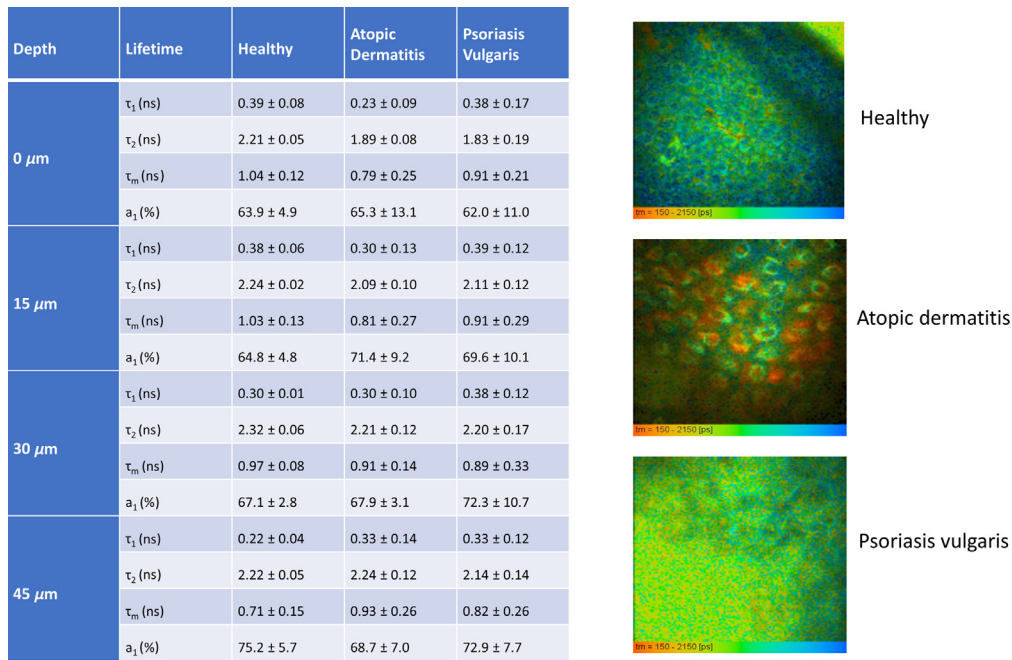 Depth Lifetime Healthy Atopic Dermatitis Psoriasis Vulgaris
0 μm
τ1 (ns) 0.39 ± 0.08 0.23 ± 0.09 0.38 ± 0.17
τ2 (ns) 2.21 ± 0.05 1.89 ± 0.08 1.83 ± 0.19
τm (ns) 1.04 ± 0.12 0.79 ± 0.25 0.91 ± 0.21
a1 (%) 63.9 ± 4.9 65.3 ± 13.1 62.0 ± 11.0
15 μm
τ1 (ns) 0.38 ± 0.06 0.30 ± 0.13 0.39 ± 0.12
τ2 (ns) 2.24 ± 0.02 2.09 ± 0.10 2.11 ± 0.12
τm (ns) 1.03 ± 0.13 0.81 ± 0.27 0.91 ± 0.29
a1 (%) 64.8 ± 4.8 71.4 ± 9.2 69.6 ± 10.1
30 μm
τ1 (ns) 0.30 ± 0.01 0.30 ± 0.10 0.38 ± 0.12
τ2 (ns) 2.32 ± 0.06 2.21 ± 0.12 2.20 ± 0.17
τm (ns) 0.97 ± 0.08 0.91 ± 0.14 0.89 ± 0.33
a1 (%) 67.1 ± 2.8 67.9 ± 3.1 72.3 ± 10.7
45 μm
τ1 (ns) 0.22 ± 0.04 0.33 ± 0.14 0.33 ± 0.12
τ2 (ns) 2.22 ± 0.05 2.24 ± 0.12 2.14 ± 0.14
τm (ns) 0.71 ± 0.15 0.93 ± 0.26 0.82 ± 0.26
a1 (%) 75.2 ± 5.7 68.7 ± 7.0 72.9 ± 7.7
Healthy
tm = 150 - 2150 [ps]
Atopic dermatitis
tm = 150 - 2150 [ps]
Psoriasis vulgaris
tm = 150 - 2150 [ps]